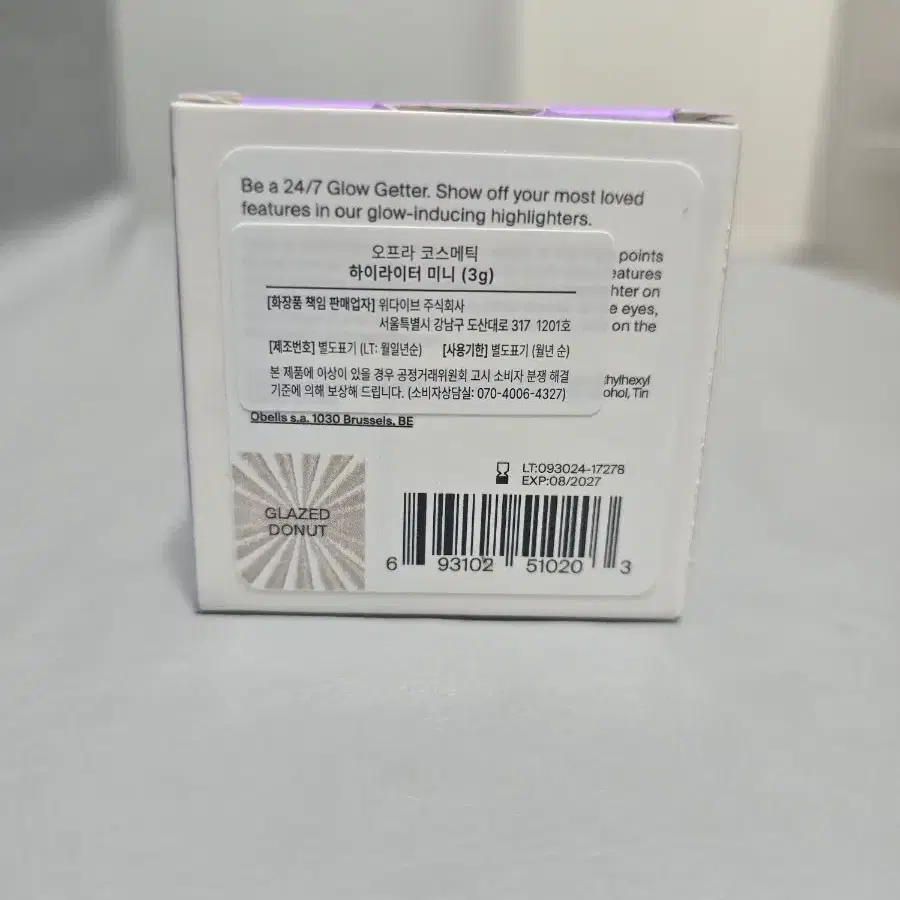 Be a 24/7 Glow Getter. Show off your most loved
features in our glow-inducing highlighters.
points
오프라 코스메틱
하이라이터 미니 (3g)
hter on
e eyes,
on the
[화장품 책임 판매업자] 위다이브 주식회사
서울특별시 강남구 도산대로 317 1201호
[제조번호] 별도표기 (LT: 월일년순) [사용기한] 별도표기 (월년 순)
본 제품에 이상이 있을 경우 공정거래위원회 고시 소비자 분쟁 해결
기준에 의해 보상해 드립니다. (소비자상담실: 070-4006-4327)
hylhexyl
ohol, Tin
Obelis s.a. 1030 Brussels, BE
LT:093024-17278
EXP:08/2027
GLAZED
DONUT
6 93102 51020 3